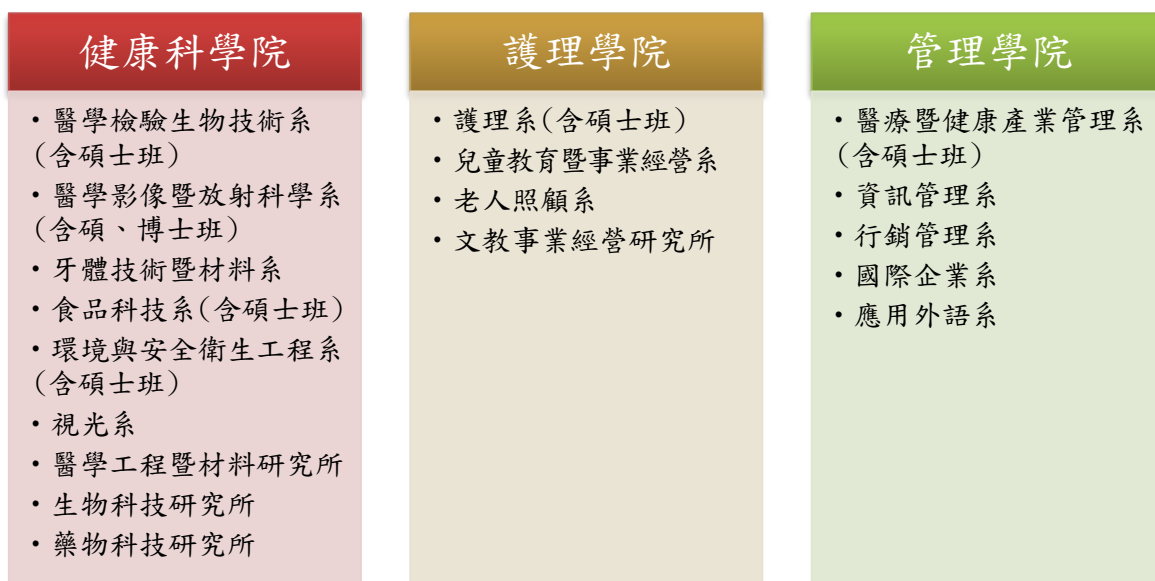 健康科學院
・醫學檢驗生物技術系
(含碩士班)
・醫學影像暨放射科學系
(含碩、博士班)
・牙體技術暨材料系
・食品科技系(含碩士班)
・環境與安全衛生工程系
(含碩士班)
・視光系
・醫學工程暨材料研究所
・生物科技研究所
・藥物科技研究所
護理學院
・護理系(含碩士班)
・兒童教育暨事業經營系
・老人照顧系
・文教事業經營研究所
管理學院
・醫療暨健康產業管理系
(含碩士班)
・資訊管理系
・行銷管理系
・國際企業系
・應用外語系